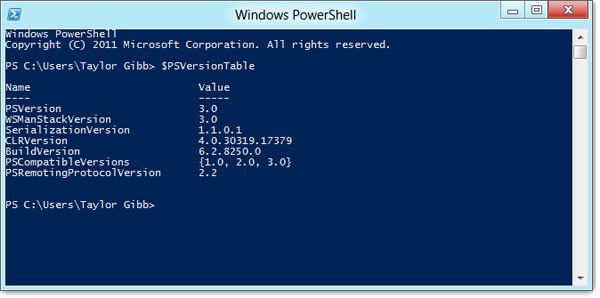 Windows PowerShell
Windows PowerShell
Copyright (C) 2011 Microsoft Corporation. All rights reserved.
PS C:\Users\Taylor Gibb> $PSVersionTable
Name Value
---- -----
PSVersion 3.0
WSManStackVersion 3.0
SerializationVersion 1.1.0.1
CLRVersion 4.0.30319.17379
BuildVersion 6.2.8250.0
PSCompatibleVersions {1.0, 2.0, 3.0}
PSRemotingProtocolVersion 2.2
PS C:\Users\Taylor Gibb>